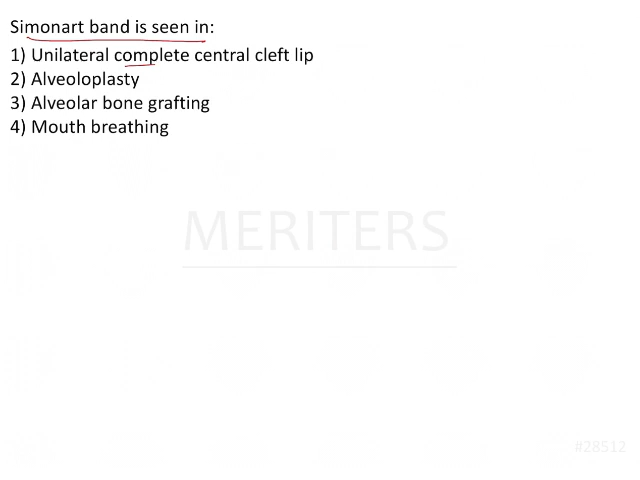 Simonart band is seen in:
1) Unilateral complete central cleft lip
2) Alveoloplasty
3) Alveolar bone grafting
4) Mouth breathing
MERITERS
#28512